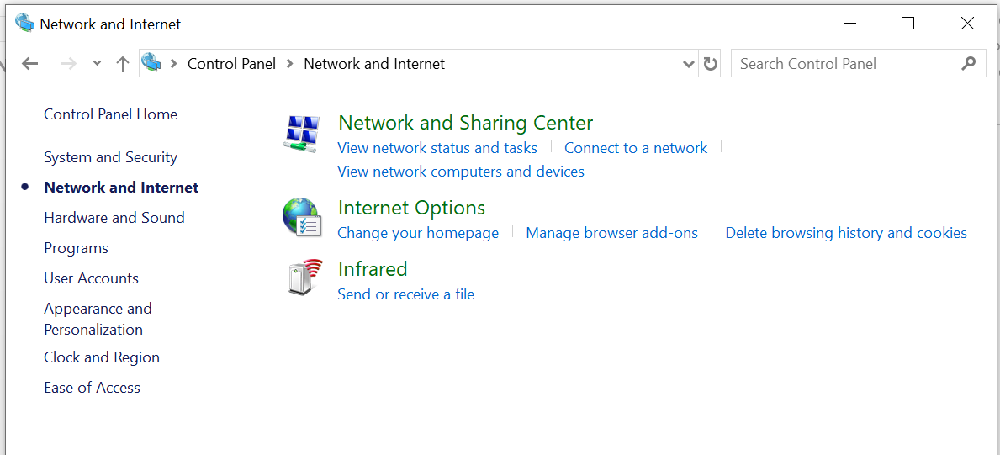 Network and Internet
Control Panel Network and Internet
Search Control Panel
Control Panel Home
System and Security
Network and Internet
Hardware and Sound
Programs
User Accounts
Appearance and
Personalization
Clock and Region
Ease of Access
Network and Sharing Center
View network status and tasks Connect to a network
View network computers and devices
Internet Options
Change your homepage Manage browser add-ons Delete browsing history and cookies
Infrared
Send or receive a file